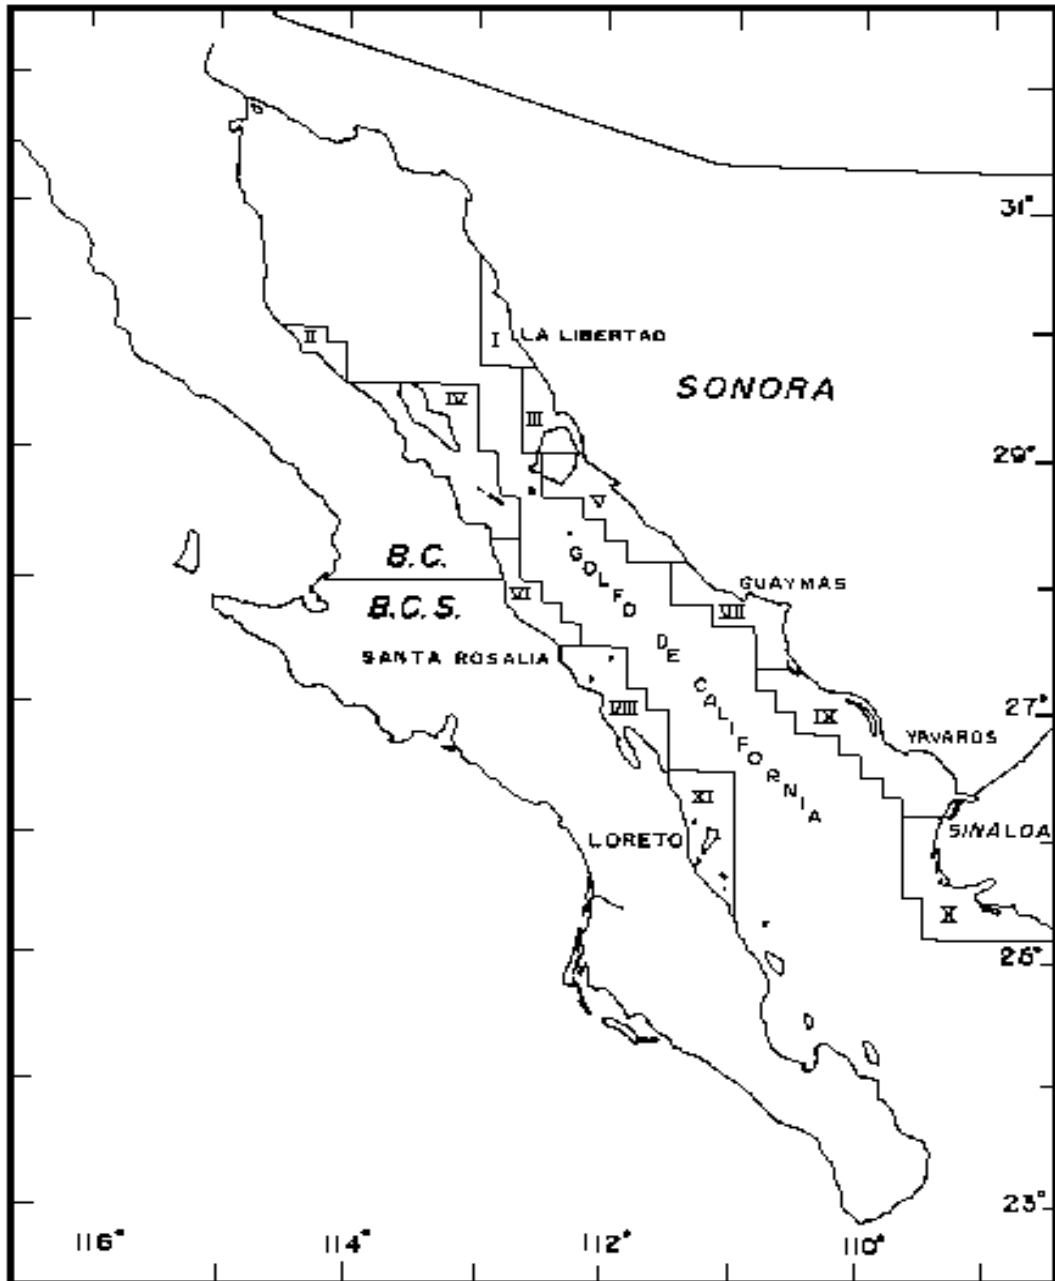 31°
I
LA LIBERTAD
II
SONORA
IV
III
29°
V
B.C.
GOLFO DE CALIFORNIA
GUAYMAS
VI
B.C.S.
VII
SANTA ROSALIA
VIII
27°
IX
YAVAROS
XI
SINALOA
LORETO
X
25°
23°
116°
114°
112°
110°